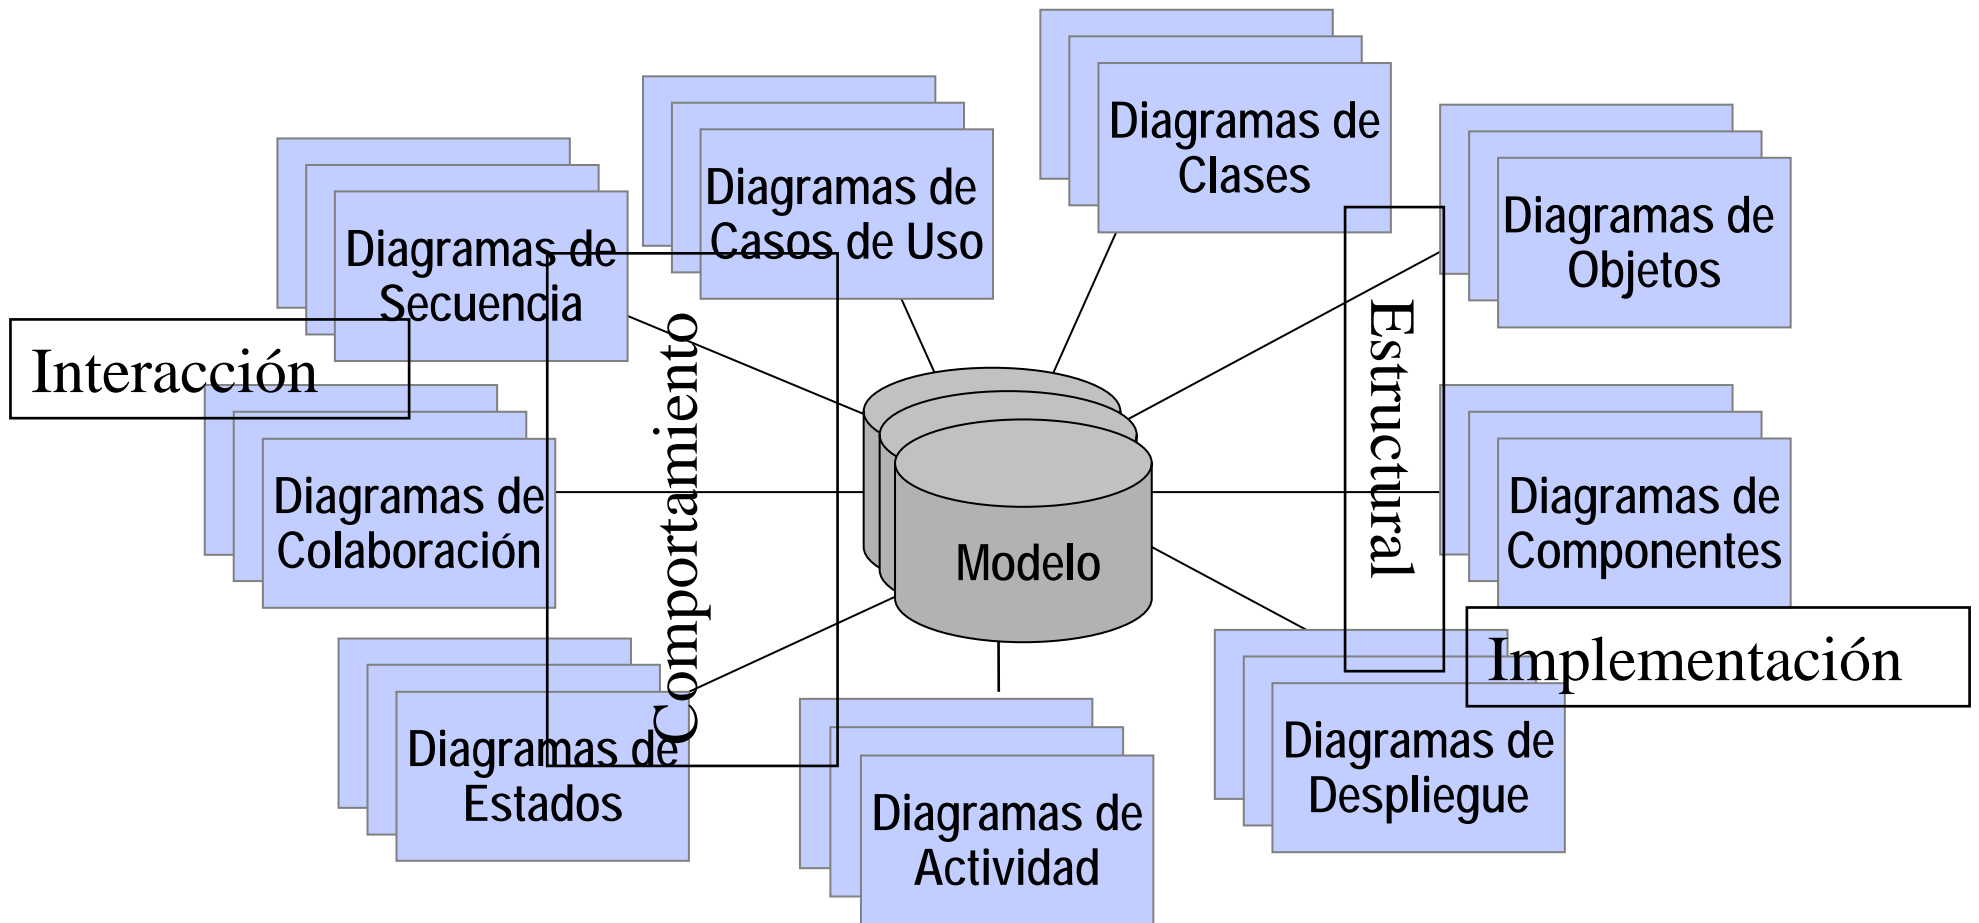 Diagramas de
Clases
Diagramas de
Casos de Uso
Diagramas de
Objetos
Diagramas de
Secuencia
Interacción
Comportamiento
Estructural
Diagramas de
Colaboración
Modelo
Diagramas de
Componentes
Implementación
Diagramas de
Estados
Diagramas de
Actividad
Diagramas de
Despliegue